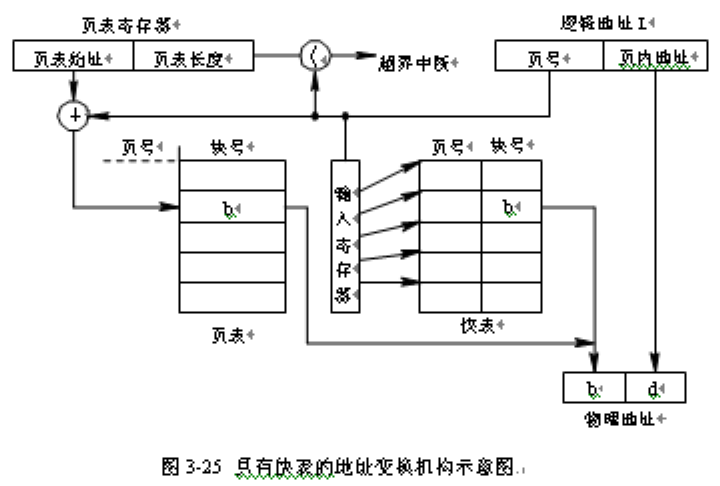 页表寄存器
逻辑地址 L
页表始址 页表长度
越界中断
页号 页内地址
+
页号 块号
页号 块号
b
b
输入寄存器
页表
快表
b d
物理地址
图 3-25 具有快表的地址变换机构示意图